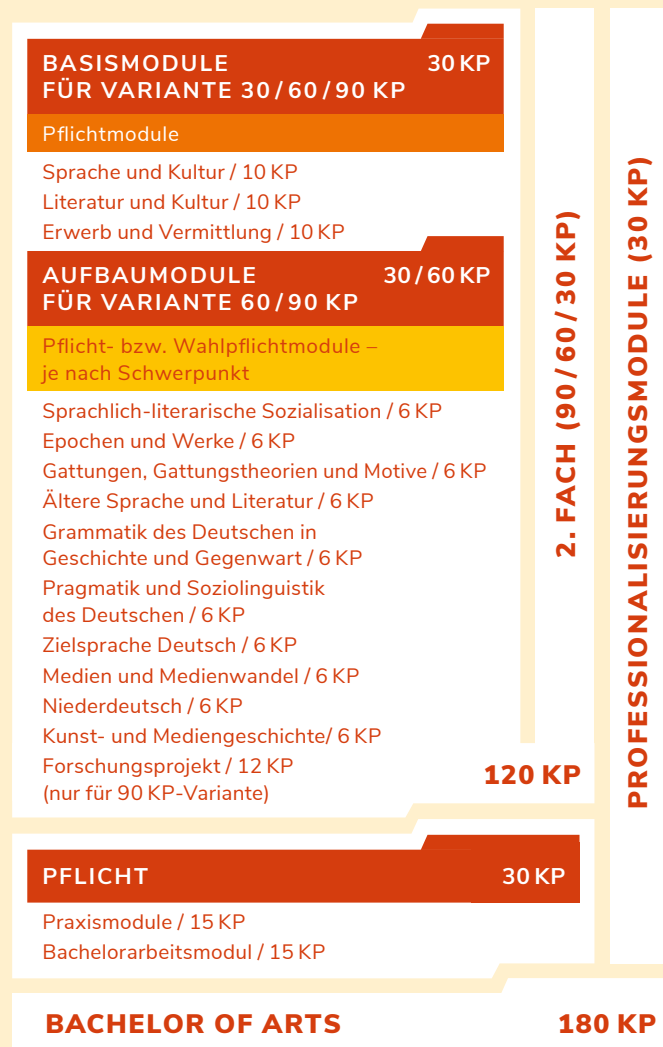 BASISMODULE 30 KP
FÜR VARIANTE 30/60/90 KP
Pflichtmodule
Sprache und Kultur / 10 KP
Literatur und Kultur / 10 KP
Erwerb und Vermittlung / 10 KP
AUFBAUMODULE 30/60 KP
FÜR VARIANTE 60/90 KP
Pflicht- bzw. Wahlpflichtmodule –
je nach Schwerpunkt
Sprachlich-literarische Sozialisation / 6 KP
Epochen und Werke / 6 KP
Gattungen, Gattungstheorien und Motive / 6 KP
Ältere Sprache und Literatur / 6 KP
Grammatik des Deutschen in
Geschichte und Gegenwart / 6 KP
Pragmatik und Soziolinguistik
des Deutschen / 6 KP
Zielsprache Deutsch / 6 KP
Medien und Medienwandel / 6 KP
Niederdeutsch / 6 KP
Kunst- und Mediengeschichte/ 6 KP
Forschungsprojekt / 12 KP
(nur für 90 KP-Variante)
2. FACH (90/60/30 KP)
120 KP
PROFESSIONALISIERUNGSMODULE (30 KP)
PFLICHT 30 KP
Praxismodule / 15 KP
Bachelorarbeitsmodul / 15 KP
BACHELOR OF ARTS 180 KP